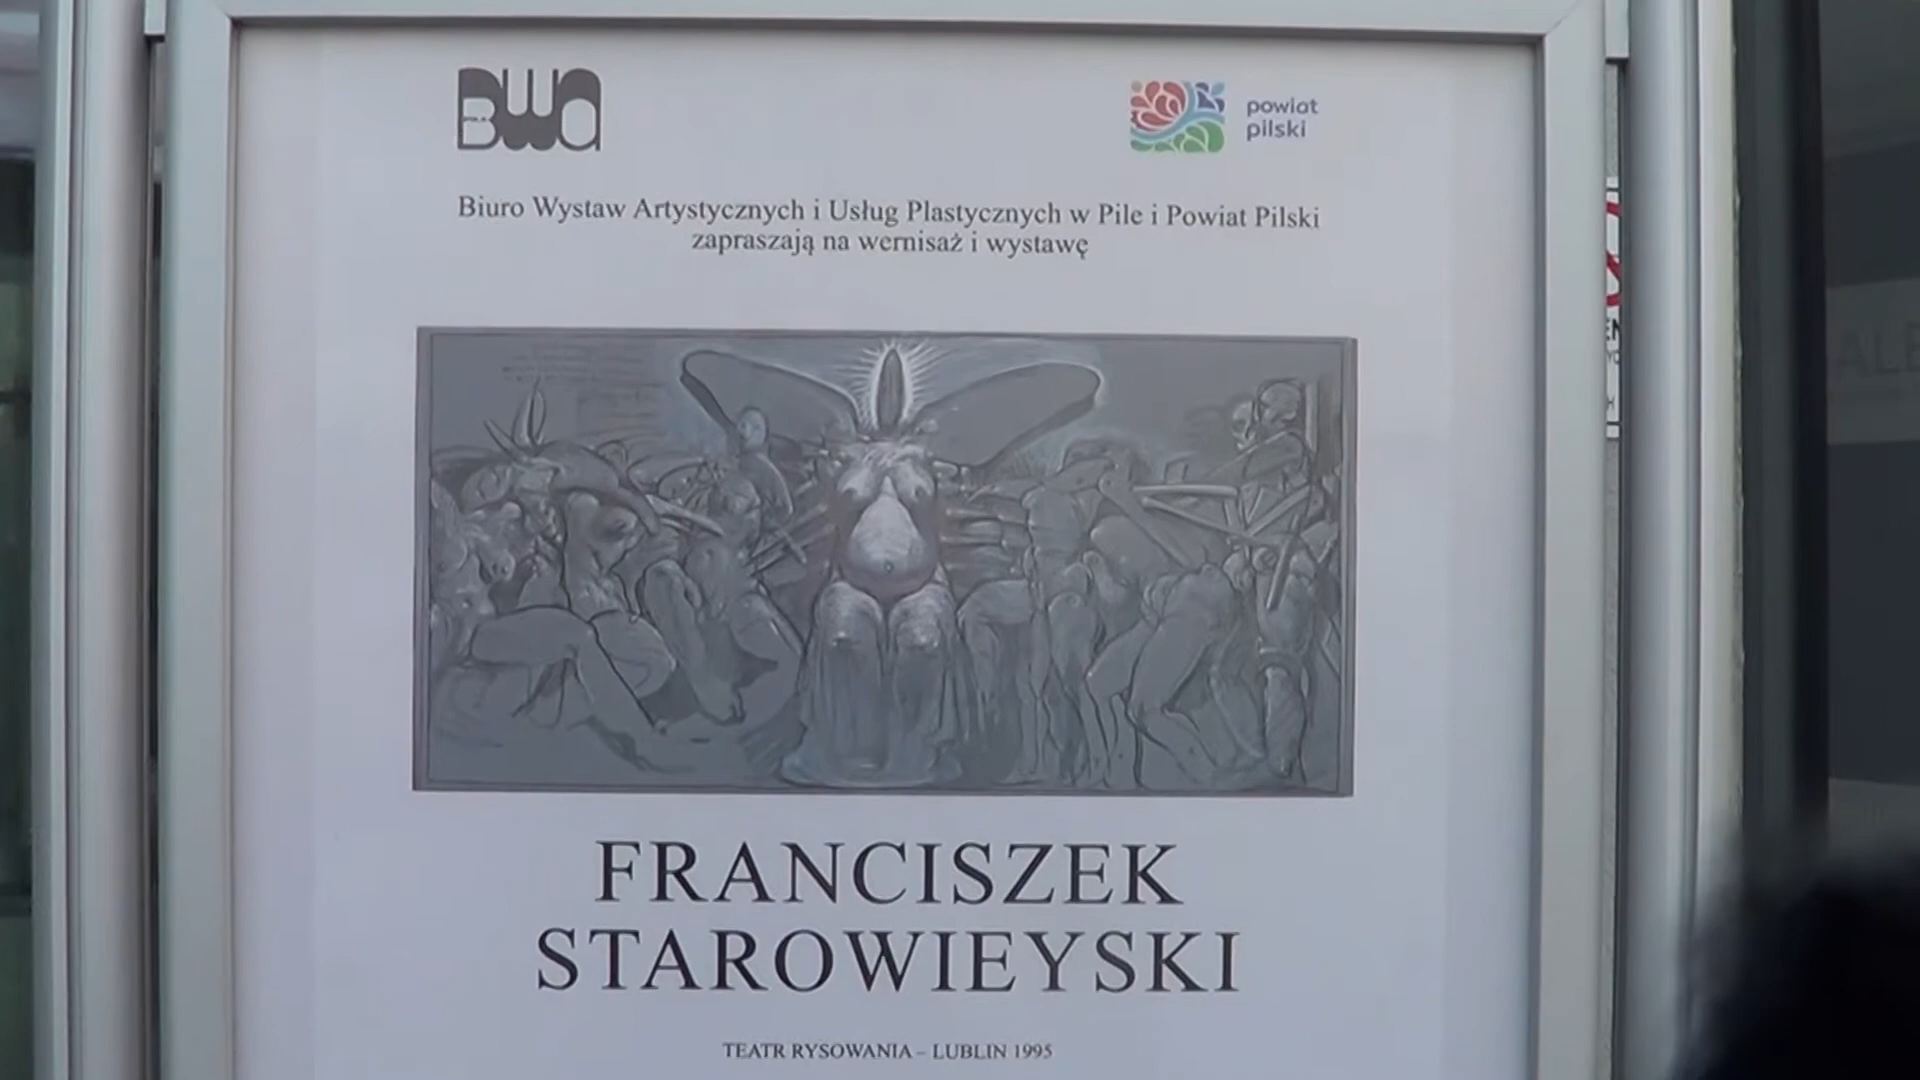 BWA
powiat
pilski
Biuro Wystaw Artystycznych i Usług Plastycznych w Pile i Powiat Pilski
zapraszają na wernisaż i wystawę
FRANCISZEK
STAROWIEYSKI
TEATR RYSOWANIA – LUBLIN 1995